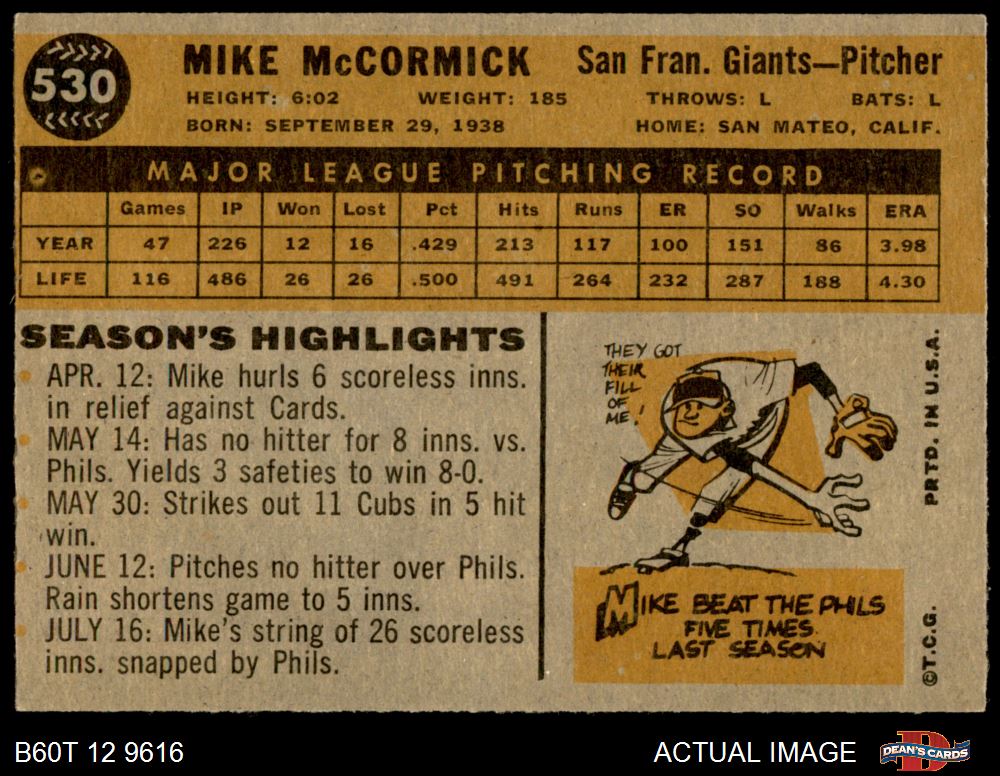 530
MIKE McCORMICK San Fran. Giants—Pitcher
HEIGHT: 6:02 WEIGHT: 185 THROWS: L BATS: L
BORN: SEPTEMBER 29, 1938 HOME: SAN MATEO, CALIF.
MAJOR LEAGUE PITCHING RECORD
Games IP Won Lost Pct Hits Runs ER SO Walks ERA
YEAR 47 226 12 16 .429 213 117 100 151 86 3.98
LIFE 116 486 26 26 .500 491 264 232 287 188 4.30
SEASON'S HIGHLIGHTS
APR. 12: Mike hurls 6 scoreless inns.
in relief against Cards.
MAY 14: Has no hitter for 8 inns. vs.
Phils. Yields 3 safeties to win 8-0.
MAY 30: Strikes out 11 Cubs in 5 hit
win.
JUNE 12: Pitches no hitter over Phils.
Rain shortens game to 5 inns.
JULY 16: Mike's string of 26 scoreless
inns. snapped by Phils.
THEY GOT
THEIR
FILL
OF
ME!
MIKE BEAT THE PHILS
FIVE TIMES
LAST SEASON
©T.C.G. PRTD. IN U.S.A.
B60T 12 9616 ACTUAL IMAGE
DEAN'S CARDS